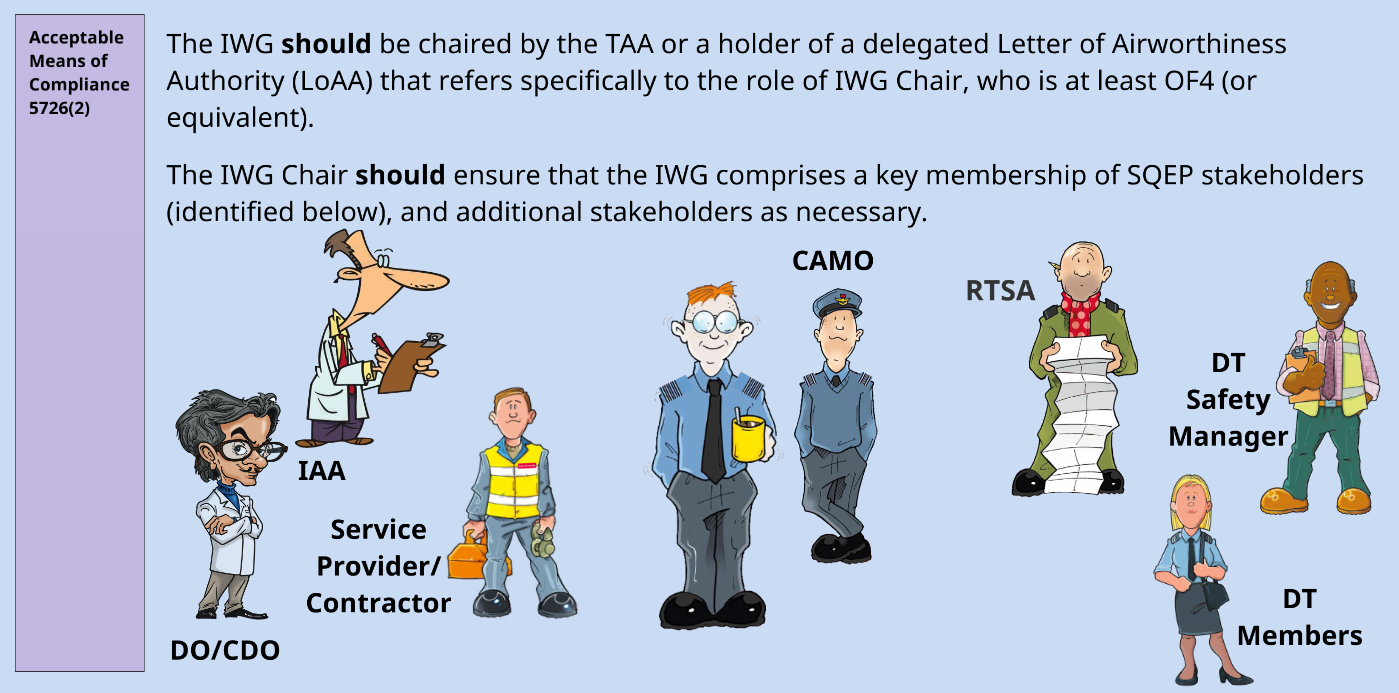 Acceptable
Means of
Compliance
5726(2)
The IWG should be chaired by the TAA or a holder of a delegated Letter of Airworthiness
Authority (LoAA) that refers specifically to the role of IWG Chair, who is at least OF4 (or
equivalent).
The IWG Chair should ensure that the IWG comprises a key membership of SQEP stakeholders
(identified below), and additional stakeholders as necessary.
CAMO
RTSA
DT
Safety
Manager
IAA
Service
Provider/
Contractor
DO/CDO
DT
Members